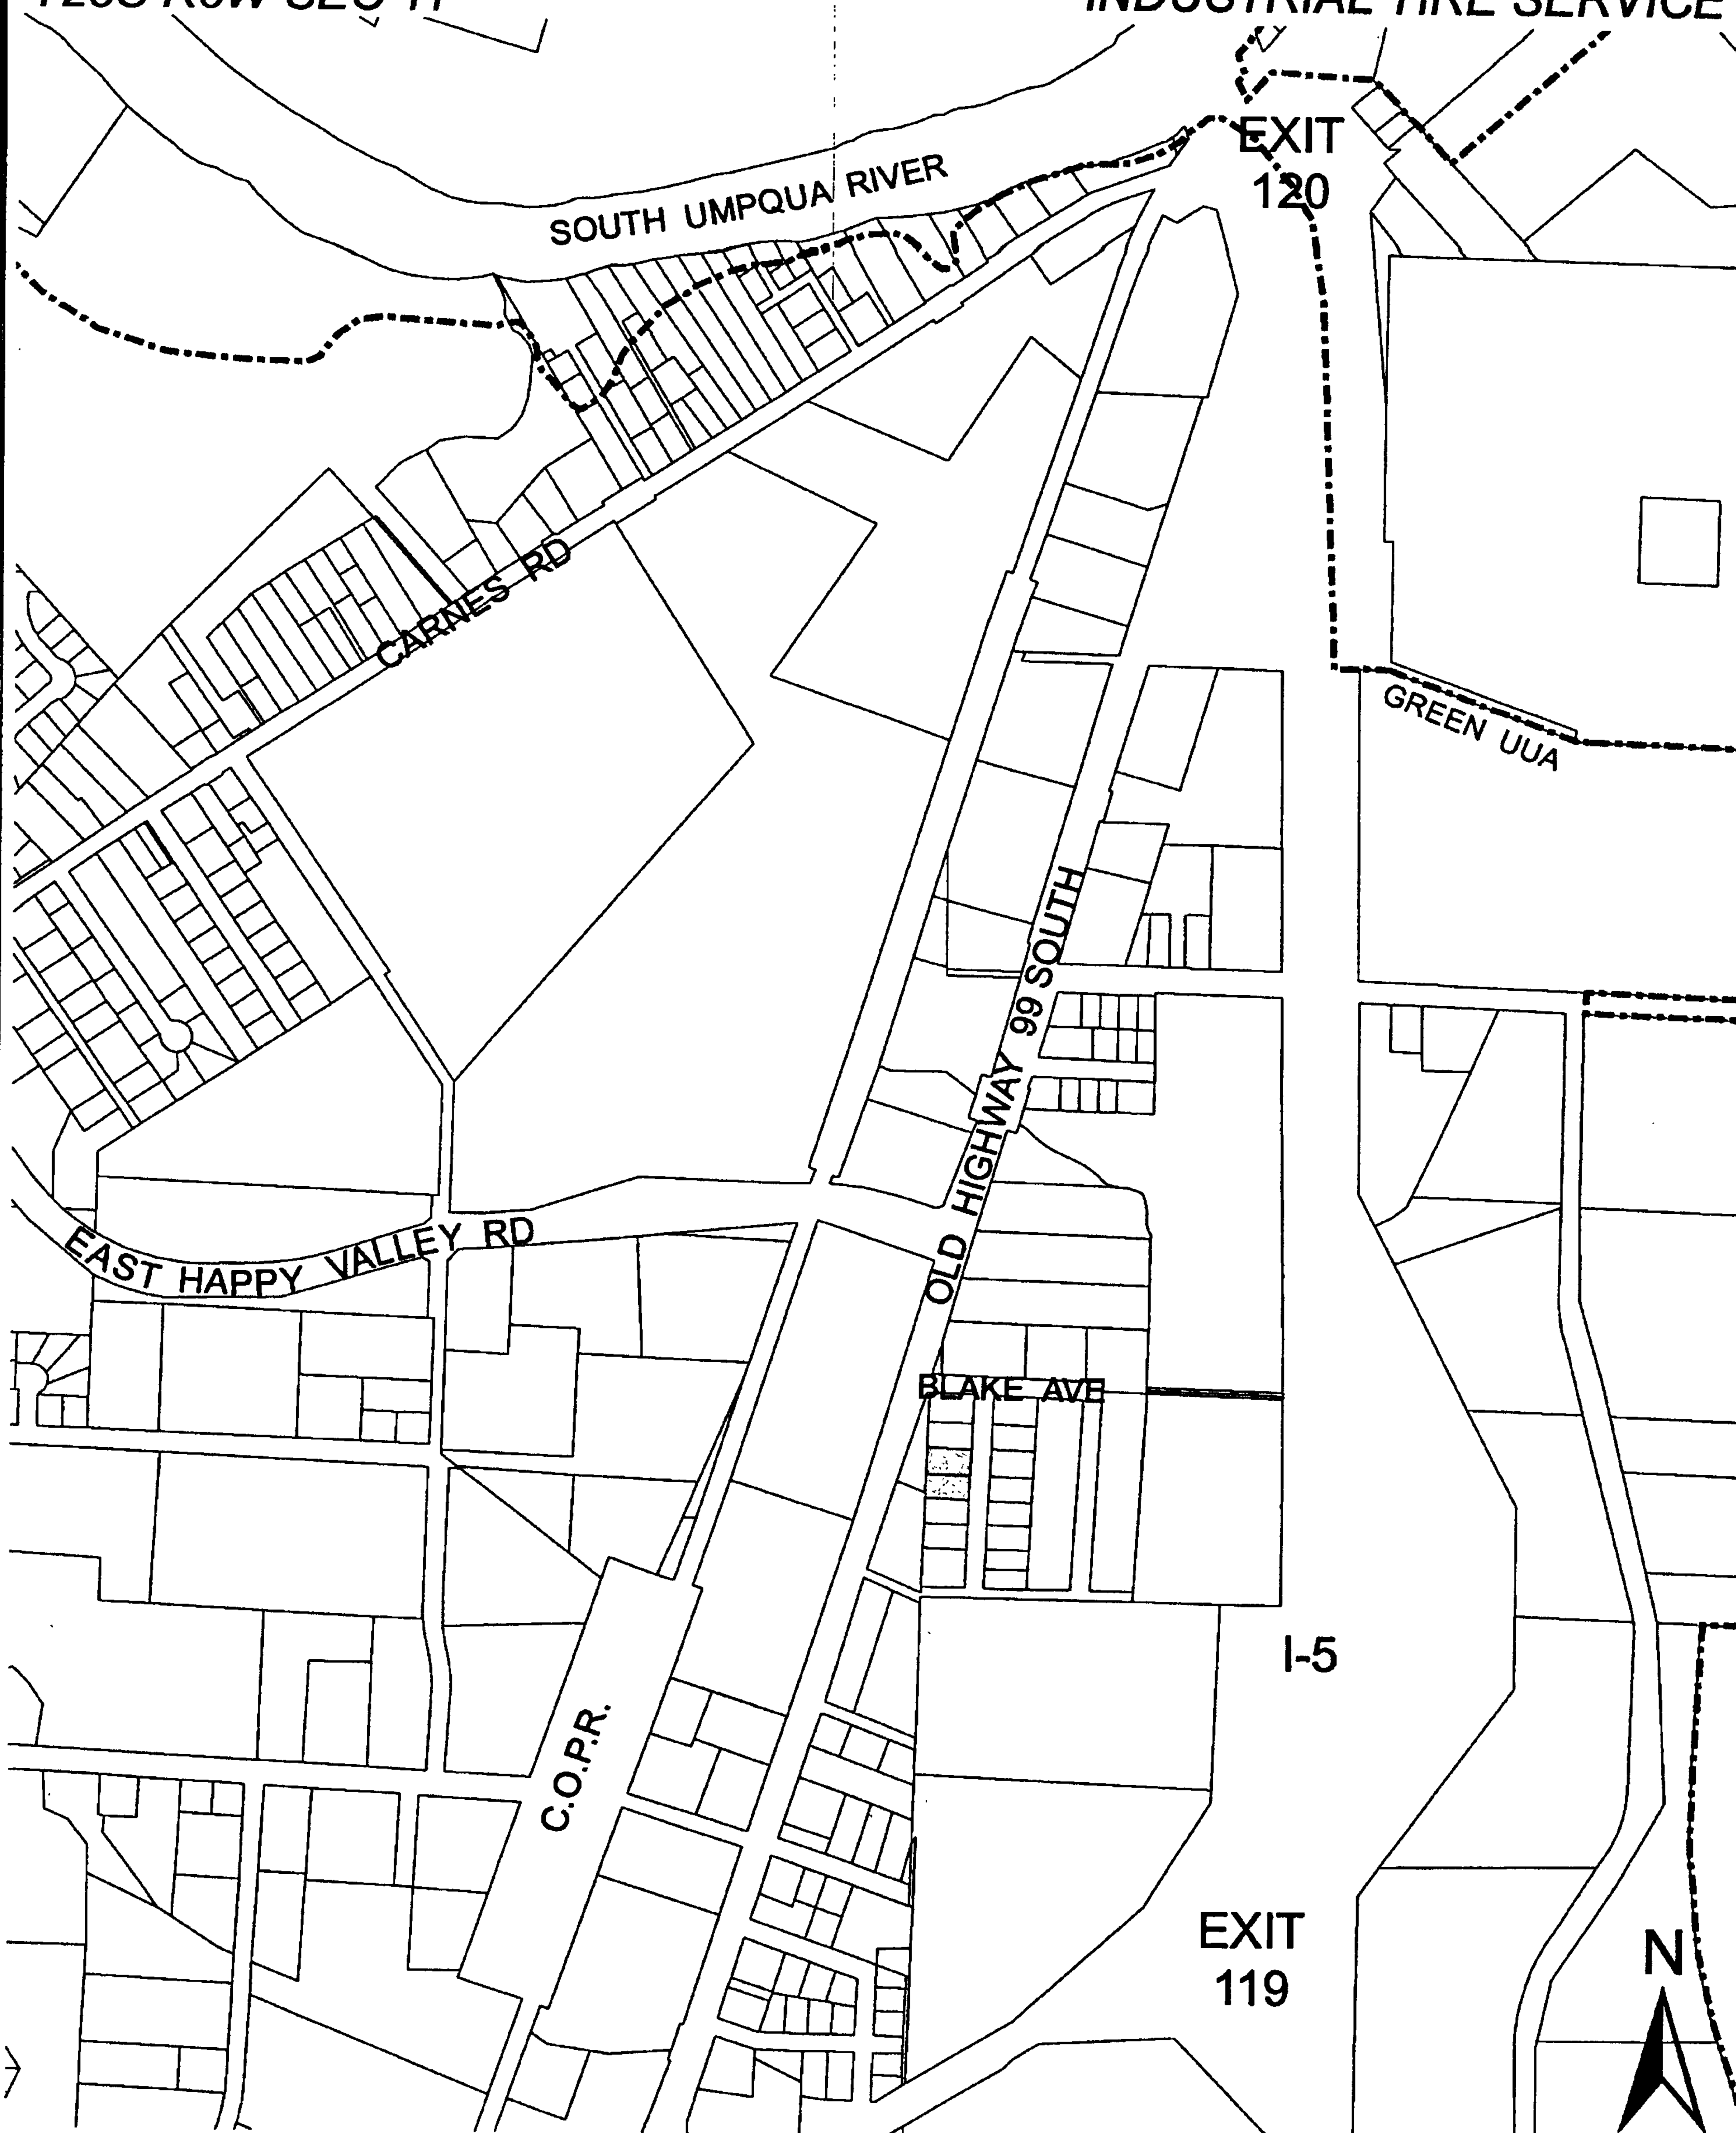 INDUSTRIAL TIRE SERVICE
EXIT
120
SOUTH UMPQUA RIVER
CARNES RD
GREEN UUA
OLD HIGHWAY 99 SOUTH
EAST HAPPY VALLEY RD
BLAKE AVE
I-5
C.O.P.R.
EXIT
119
N